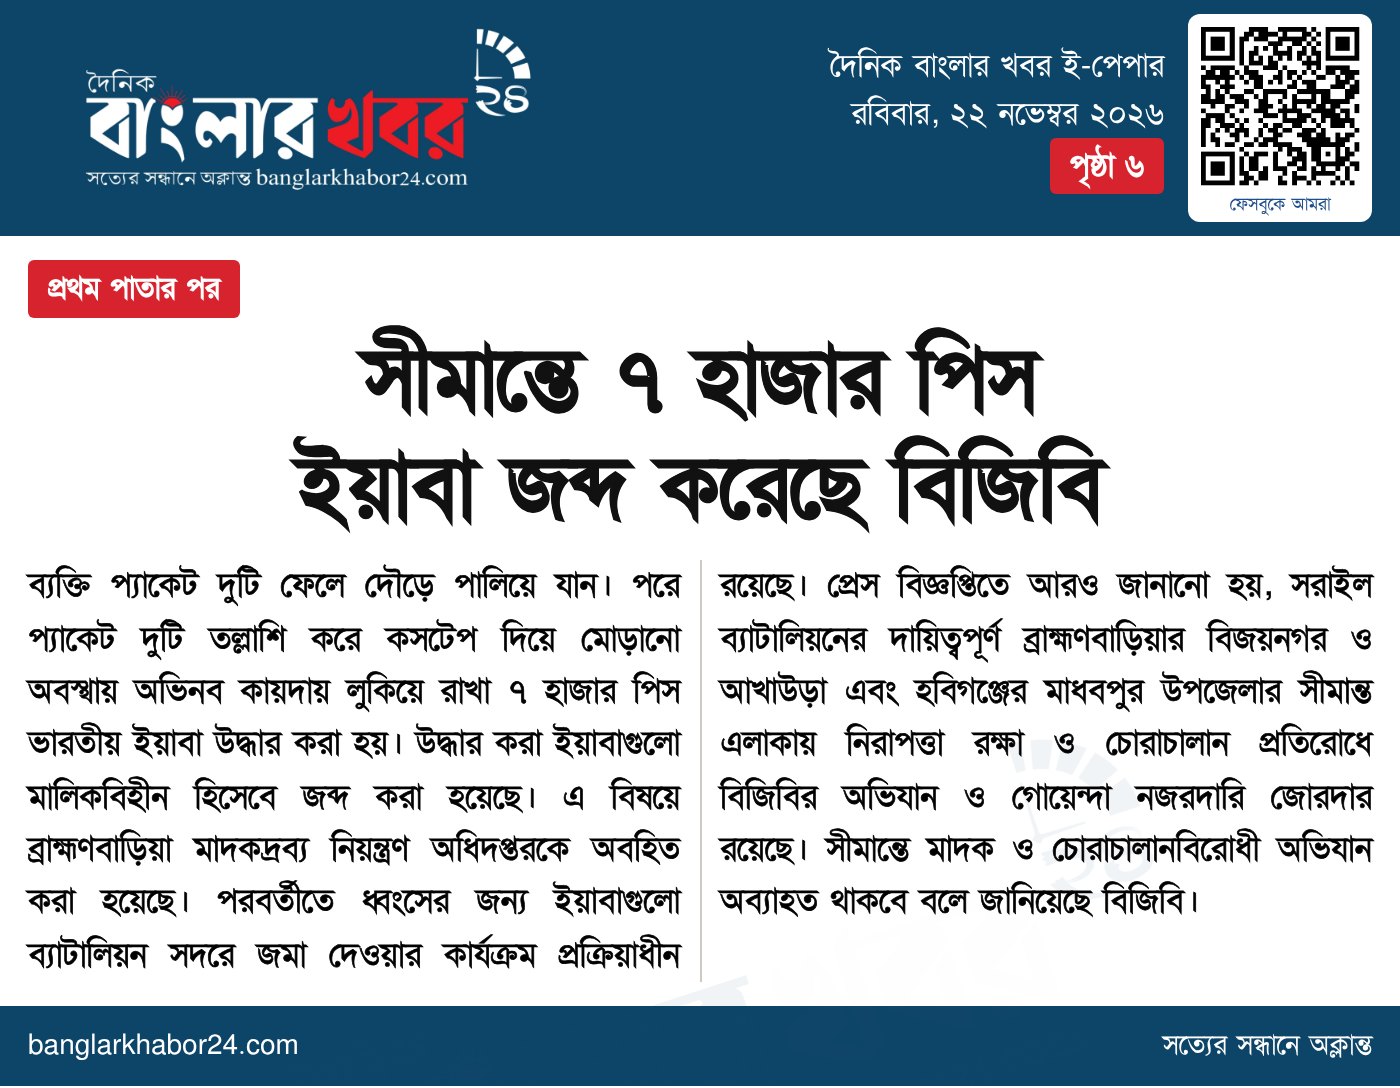 দৈনিক
বাংলার খবর
২৪
সত্যের সন্ধানে অক্লান্ত banglarkhabor24.com
দৈনিক বাংলার খবর ই-পেপার
রবিবার, ২২ নভেম্বর ২০২৬
পৃষ্ঠা ৬
ফেসবুকে আমরা
প্রথম পাতার পর
সীমান্তে ৭ হাজার পিস
ইয়াবা জব্দ করেছে বিজিবি
ব্যক্তি প্যাকেট দুটি ফেলে দৌড়ে পালিয়ে যান। পরে
প্যাকেট দুটি তল্লাশি করে কসটেপ দিয়ে মোড়ানো
অবস্থায় অভিনব কায়দায় লুকিয়ে রাখা ৭ হাজার পিস
ভারতীয় ইয়াবা উদ্ধার করা হয়। উদ্ধার করা ইয়াবাগুলো
মালিকবিহীন হিসেবে জব্দ করা হয়েছে। এ বিষয়ে
ব্রাহ্মণবাড়িয়া মাদকদ্রব্য নিয়ন্ত্রণ অধিদপ্তরকে অবহিত
করা হয়েছে। পরবর্তীতে ধ্বংসের জন্য ইয়াবাগুলো
ব্যাটালিয়ন সদরে জমা দেওয়ার কার্যক্রম প্রক্রিয়াধীন
রয়েছে। প্রেস বিজ্ঞপ্তিতে আরও জানানো হয়, সরাইল
ব্যাটালিয়নের দায়িত্বপূর্ণ ব্রাহ্মণবাড়িয়ার বিজয়নগর ও
আখাউড়া এবং হবিগঞ্জের মাধবপুর উপজেলার সীমান্ত
এলাকায় নিরাপত্তা রক্ষা ও চোরাচালান প্রতিরোধে
বিজিবির অভিযান ও গোয়েন্দা নজরদারি জোরদার
রয়েছে। সীমান্তে মাদক ও চোরাচালানবিরোধী অভিযান
অব্যাহত থাকবে বলে জানিয়েছে বিজিবি।
banglarkhabor24.com
সত্যের সন্ধানে অক্লান্ত